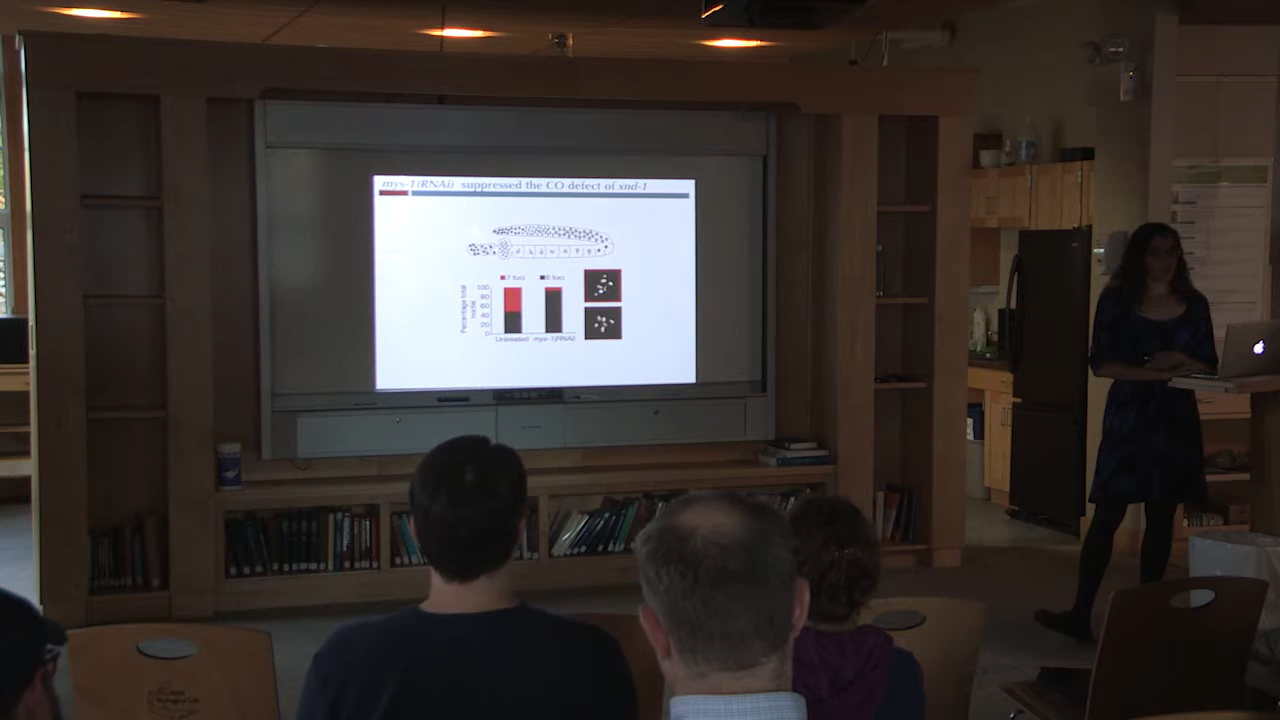 mys-1(RNAi) suppressed the CO defect of xnd-1
7 foci 6 foci
Percentage total
nuclei
100
80
60
40
20
0
Untreated mys-1(RNAi)